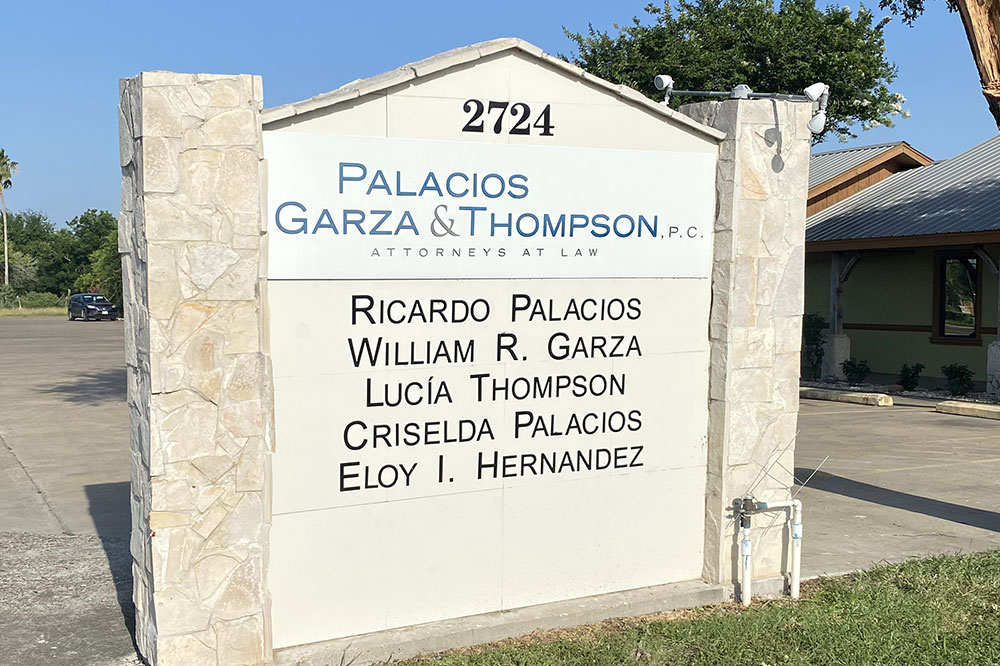 2724
PALACIOS
GARZA & THOMPSON, P.C.
ATTORNEYS AT LAW
RICARDO PALACIOS
WILLIAM R. GARZA
LUCÍA THOMPSON
CRISELDA PALACIOS
ELOY I. HERNANDEZ